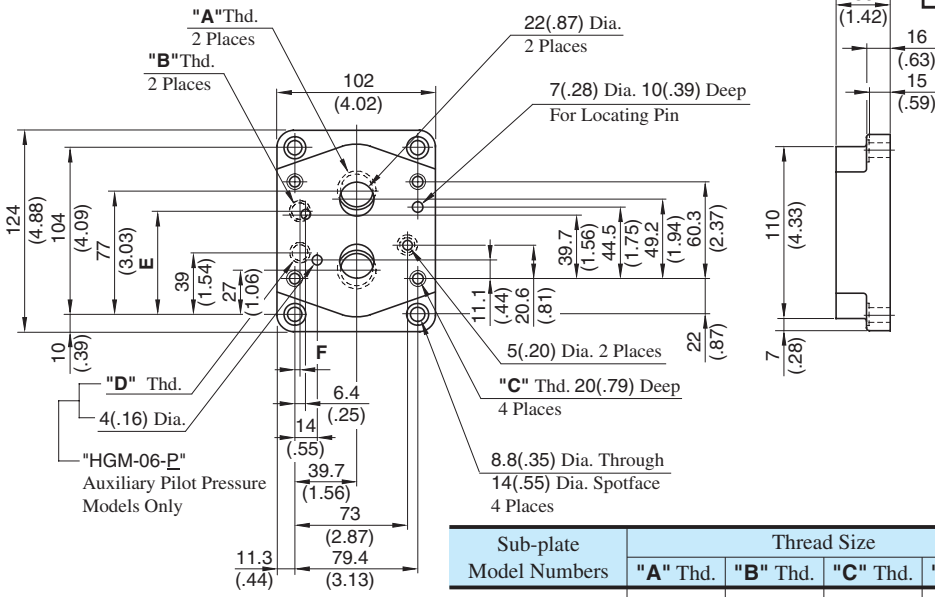 "A"Thd.
2 Places
"B"Thd.
2 Places
22(.87) Dia.
2 Places
7(.28) Dia. 10(.39) Deep
For Locating Pin
102
(4.02)
(1.42)
16
(.63)
15
(.59)
124
(4.88)
104
(4.09)
77
(3.03)
E
39
(1.54)
27
(1.06)
10
(.39)
39.7
(1.56)
44.5
(1.75)
49.2
(1.94)
60.3
(2.37)
11.1
(.44)
20.6
(.81)
22
(.87)
110
(4.33)
7
(.28)
F
6.4
(.25)
14
(.55)
39.7
(1.56)
73
(2.87)
11.3
(.44)
79.4
(3.13)
"D" Thd.
4(.16) Dia.
"HGM-06-P"
Auxiliary Pilot Pressure
Models Only
5(.20) Dia. 2 Places
"C" Thd. 20(.79) Deep
4 Places
8.8(.35) Dia. Through
14(.55) Dia. Spotface
4 Places
Sub-plate
Model Numbers
Thread Size
"A" Thd.
"B" Thd.
"C" Thd.